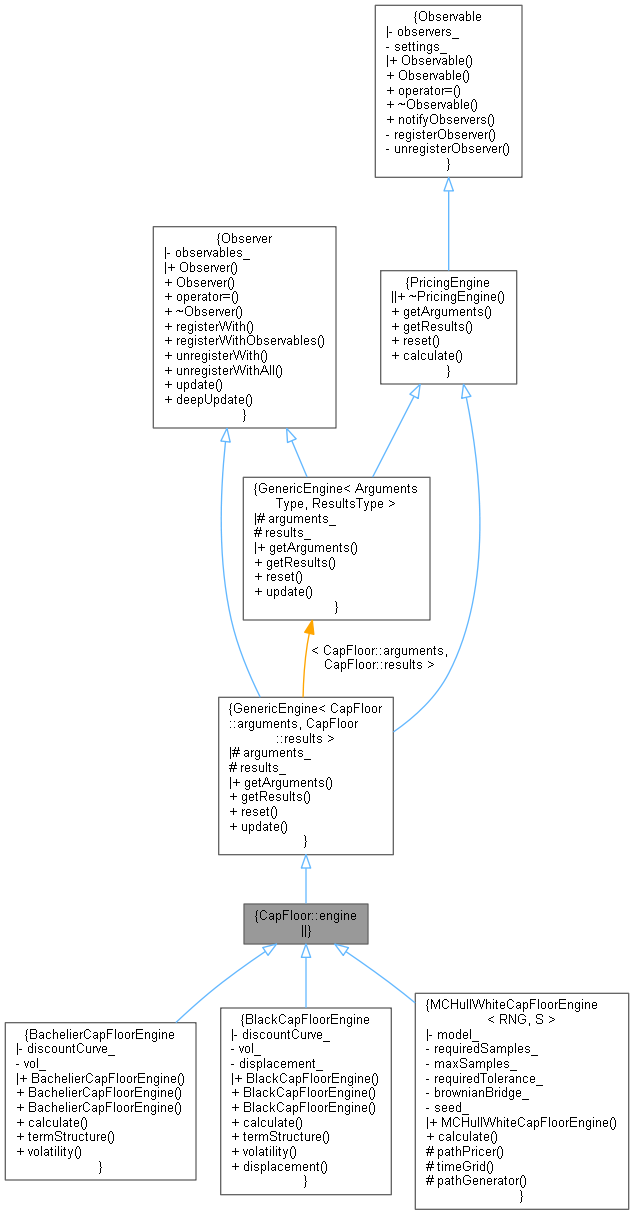 {Observable
|- observers_
- settings_
|+ Observable()
+ Observable()
+ operator=()
+ ~Observable()
+ notifyObservers()
- registerObserver()
- unregisterObserver()
}
{Observer
|- observables_
|+ Observer()
+ Observer()
+ operator=()
+ ~Observer()
+ registerWith()
+ registerWithObservables()
+ unregisterWith()
+ unregisterWithAll()
+ update()
+ deepUpdate()
}
{PricingEngine
||+ ~PricingEngine()
+ getArguments()
+ getResults()
+ reset()
+ calculate()
}
{GenericEngine< Arguments
Type, ResultsType >
|# arguments_
# results_
|+ getArguments()
+ getResults()
+ reset()
+ update()
}
< CapFloor::arguments,
CapFloor::results >
{GenericEngine< CapFloor
::arguments, CapFloor
::results >
|# arguments_
# results_
|+ getArguments()
+ getResults()
+ reset()
+ update()
}
{CapFloor::engine
||}
{BachelierCapFloorEngine
|- discountCurve_
- vol_
|+ BachelierCapFloorEngine()
+ BachelierCapFloorEngine()
+ BachelierCapFloorEngine()
+ calculate()
+ termStructure()
+ volatility()
}
{BlackCapFloorEngine
|- discountCurve_
- vol_
- displacement_
|+ BlackCapFloorEngine()
+ BlackCapFloorEngine()
+ BlackCapFloorEngine()
+ calculate()
+ termStructure()
+ volatility()
+ displacement()
}
{MCHullWhiteCapFloorEngine
< RNG, S >
|- model_
- requiredSamples_
- maxSamples_
- requiredTolerance_
- brownianBridge_
- seed_
|+ MCHullWhiteCapFloorEngine()
+ calculate()
# pathPricer()
# timeGrid()
# pathGenerator()
}